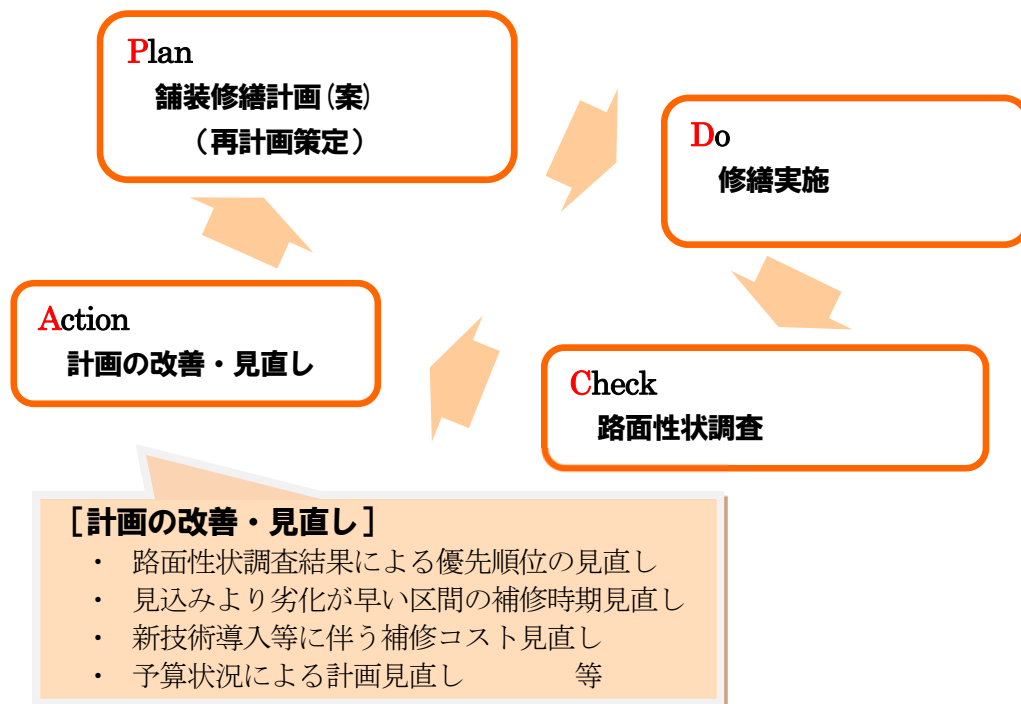 Plan
舗装修繕計画(案)
(再計画策定)
Do
修繕実施
Check
路面性状調査
Action
計画の改善・見直し
[計画の改善・見直し]
・ 路面性状調査結果による優先順位の見直し
・ 見込みより劣化が早い区間の補修時期見直し
・ 新技術導入等に伴う補修コスト見直し
・ 予算状況による計画見直し 等